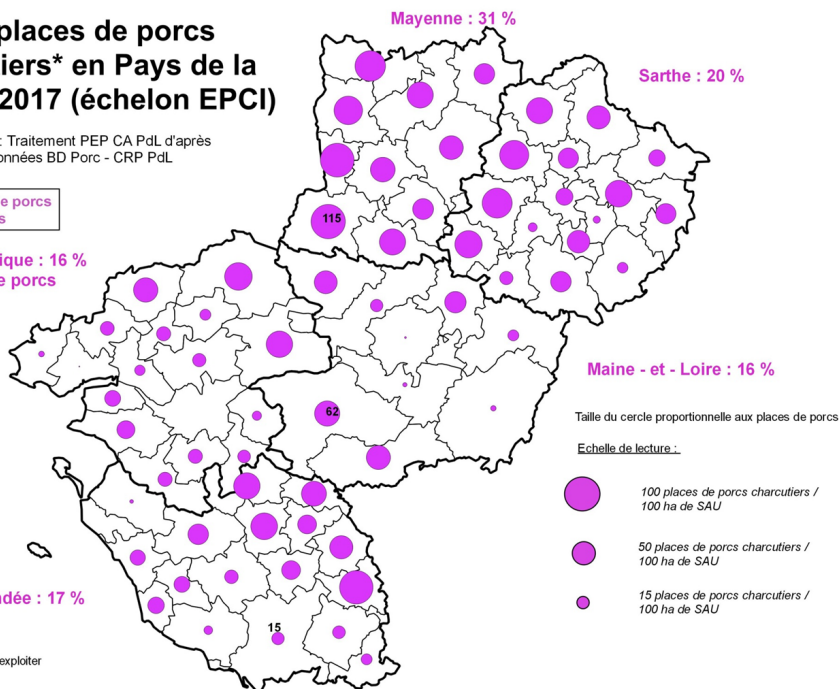 Mayenne : 31 %
places de porcs
iers* en Pays de la
2017 (échelon EPCI)
Sarthe : 20 %
: Traitement PEP CA PdL d'après
onnées BD Porc - CRP PdL
e porcs
s
115
ique : 16 %
e porcs
Maine - et - Loire : 16 %
62
Taille du cercle proportionnelle aux places de porcs
Echelle de lecture :
100 places de porcs charcutiers /
100 ha de SAU
50 places de porcs charcutiers /
100 ha de SAU
15 places de porcs charcutiers /
100 ha de SAU
ndée : 17 %
15
exploiter